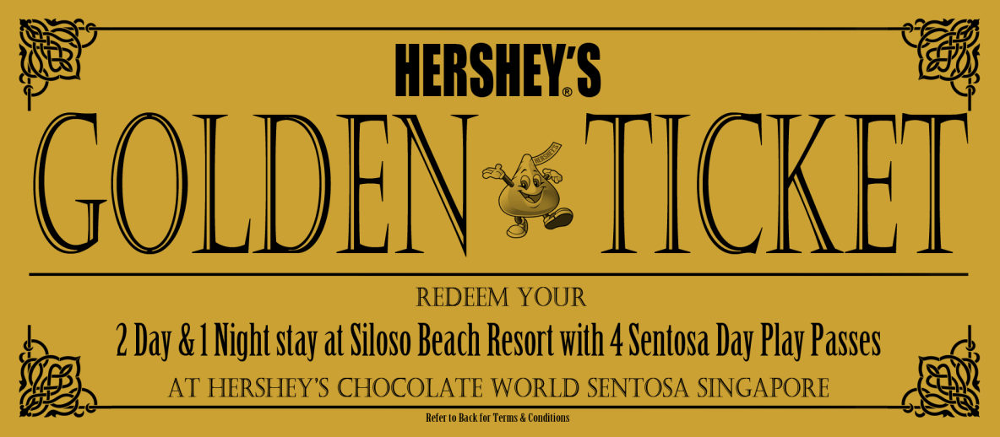 HERSHEY'S®
GOLDEN TICKET
HERSHEY'S
REDEEM YOUR
2 Day & 1 Night stay at Siloso Beach Resort with 4 Sentosa Day Play Passes
AT HERSHEY'S CHOCOLATE WORLD SENTOSA SINGAPORE
Refer to Back for Terms & Conditions